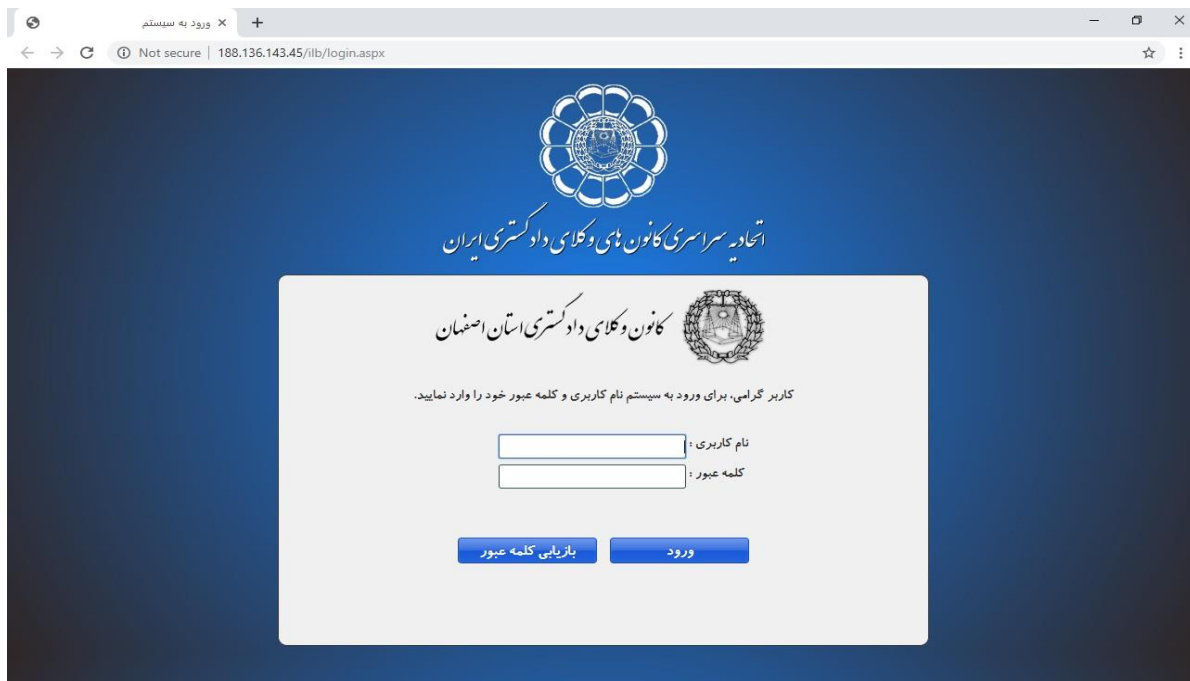 ورود به سیستم
Not secure | 188.136.143.45/ilb/login.aspx
اتحادیه سراسری کانون های وکلای دادگستری ایران
کانون وکلای دادگستری استان اصفهان
کاربر گرامی، برای ورود به سیستم نام کاربری و کلمه عبور خود را وارد نمایید.
نام کاربری :
کلمه عبور :
ورود
بازیابی کلمه عبور